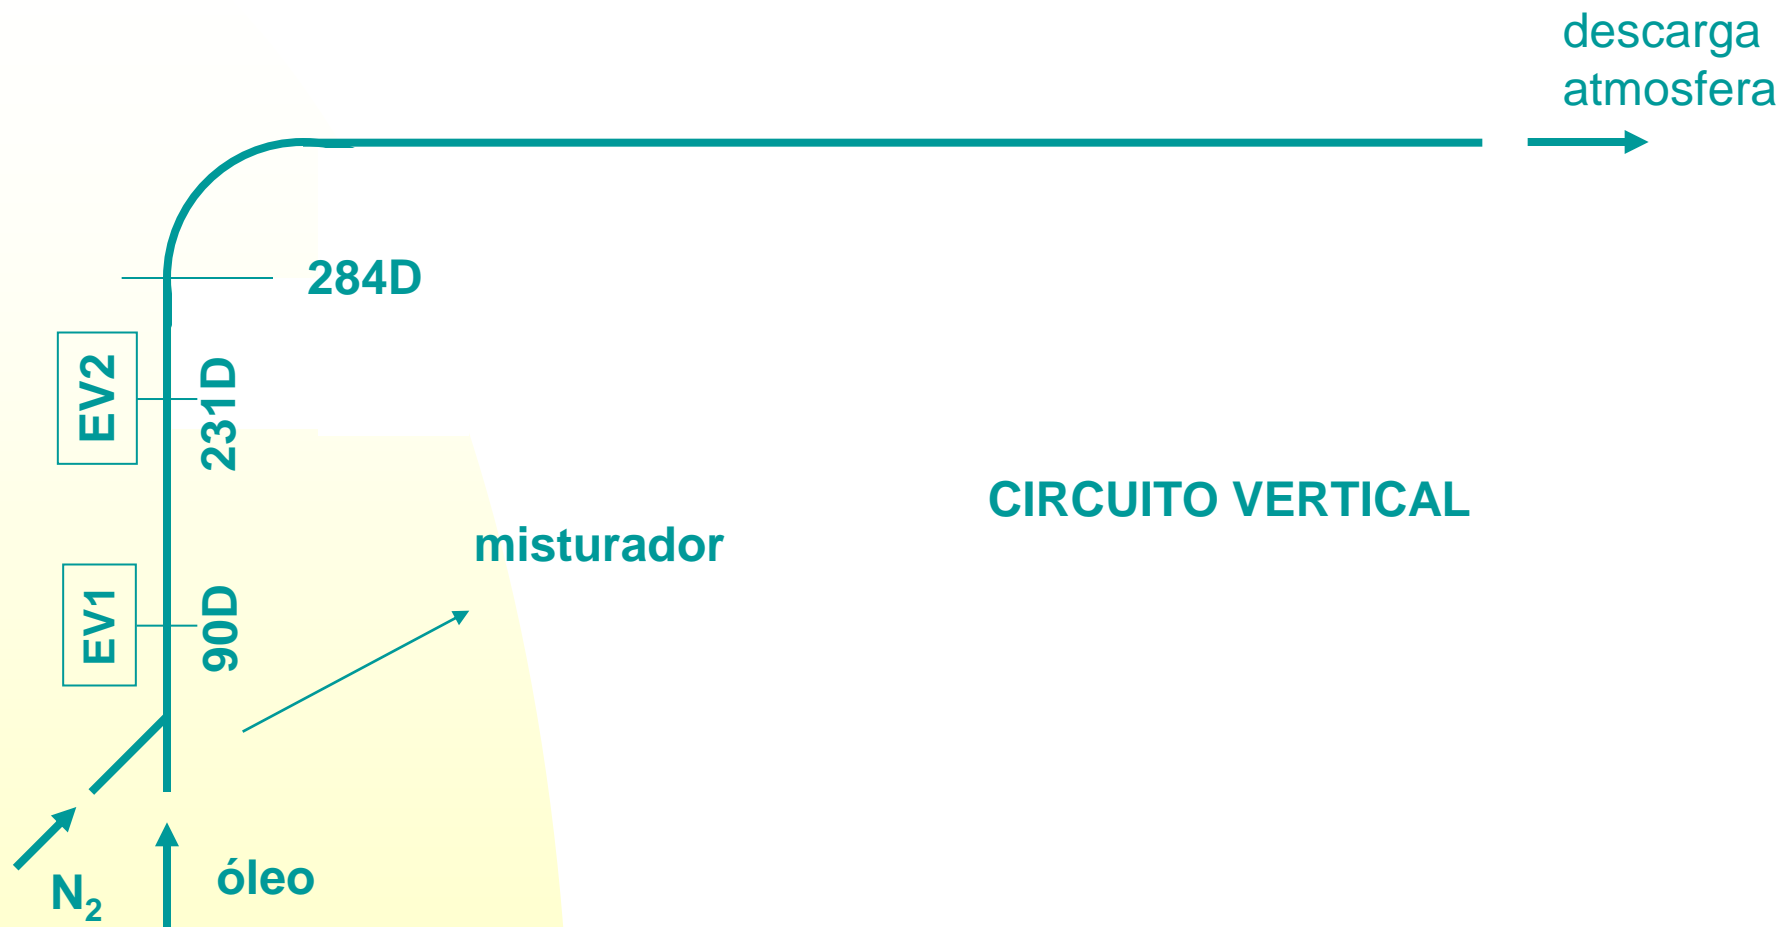 descarga
atmosfera
284D
EV2
231D
CIRCUITO VERTICAL
misturador
EV1
90D
óleo
N₂